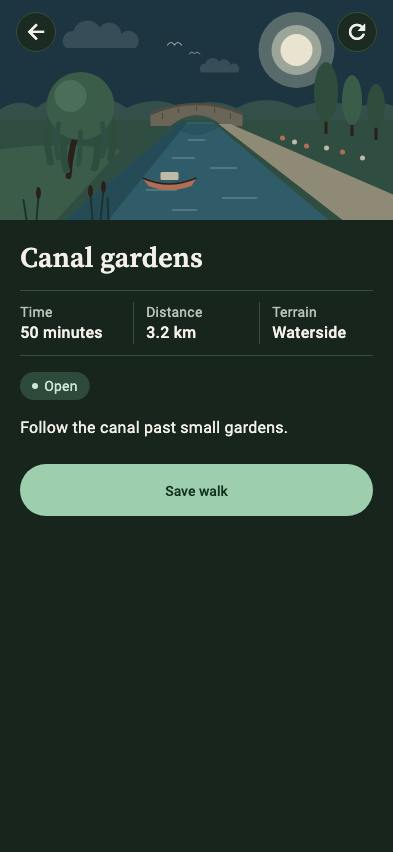 Canal gardens
Time
50 minutes
Distance
3.2 km
Terrain
Waterside
Open
Follow the canal past small gardens.
Save walk